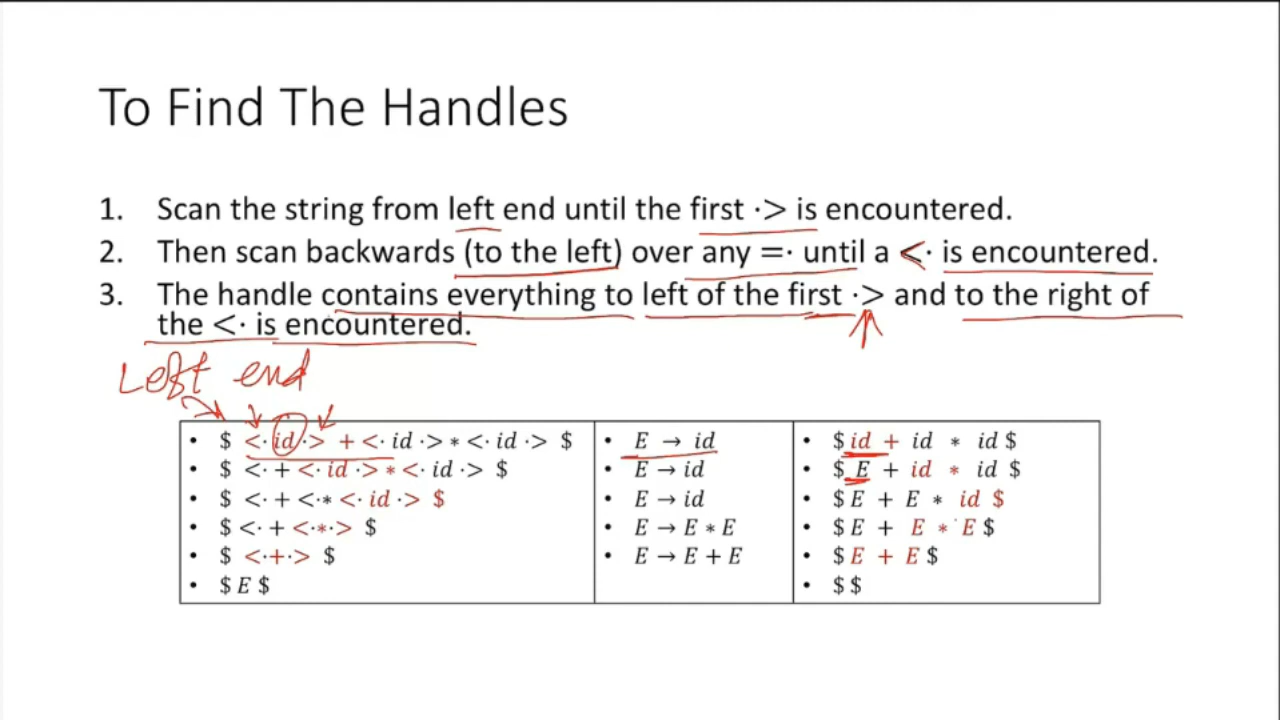 To Find The Handles
1. Scan the string from left end until the first ·> is encountered.
2. Then scan backwards (to the left) over any =· until a <· is encountered.
3. The handle contains everything to left of the first ·> and to the right of
the <· is encountered.
Left end
• $ <· id ·> + <· id ·> * <· id ·> $
• $ <· + <· id ·> * <· id ·> $
• $ <· + <·* <· id ·> $
• $ <· + <·*·> $
• $ <·+·> $
• $ E $
• E → id
• E → id
• E → id
• E → E * E
• E → E + E
• $ id + id * id $
• $ E + id * id $
• $ E + E * id $
• $ E + E * E $
• $ E + E $
• $ $